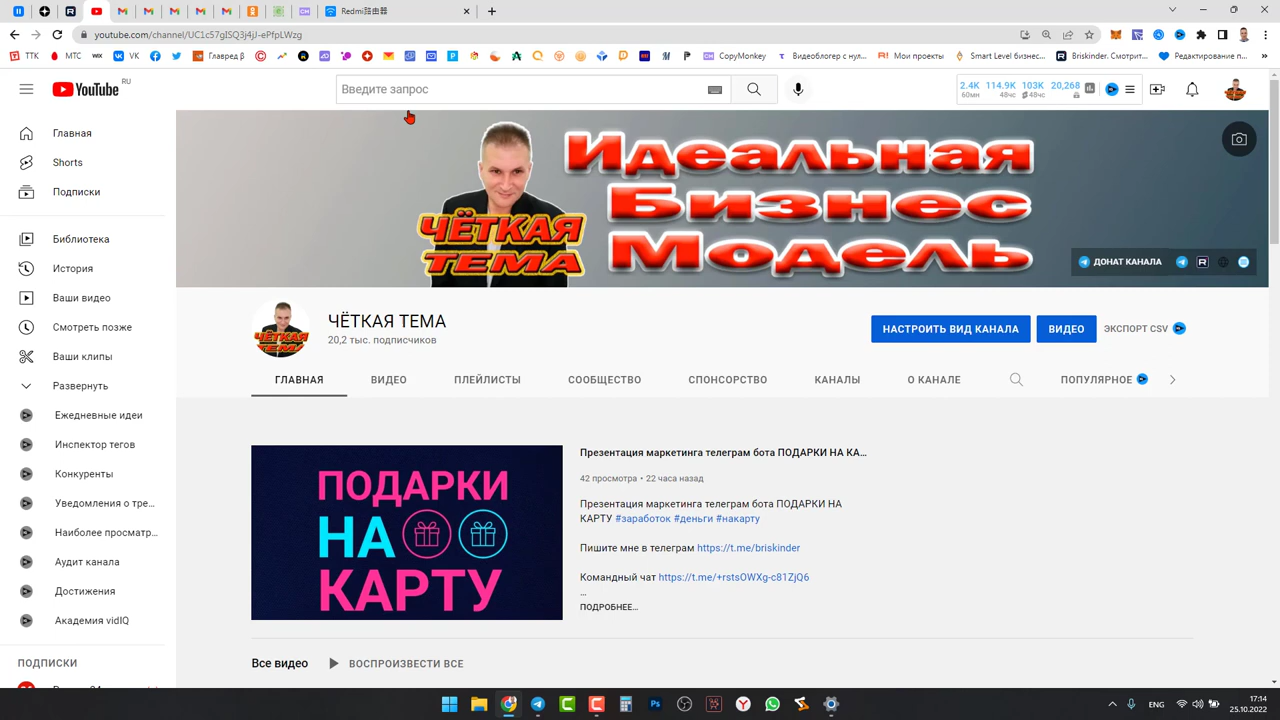 Redmi路由器
youtube.com/channel/UC1cS7gISQ3j4jJ-ePfpLWzg
ТТК
МТС
VK
Главред β
CopyMonkey
Видеоблогер с нул...
Мои проекты
Smart Level бизнес...
Briskinder. Смотрит...
Редактирование п...
YouTube RU
Введите запрос
2.4K 114.9K 103K 20,268
60мн 48чс 48чс
Главная
Shorts
Подписки
Библиотека
История
Ваши видео
Смотреть позже
Ваши клипы
Развернуть
Ежедневные идеи
Инспектор тегов
Конкуренты
Уведомления о тре...
Наиболее просматр...
Аудит канала
Достижения
Академия vidIQ
ПОДПИСКИ
Идеальная
Бизнес
Модель
ЧЁТКАЯ
ТЕМА
ДОНАТ КАНАЛА
ЧЁТКАЯ ТЕМА
20,2 тыс. подписчиков
НАСТРОИТЬ ВИД КАНАЛА
ВИДЕО
ЭКСПОРТ CSV
ГЛАВНАЯ
ВИДЕО
ПЛЕЙЛИСТЫ
СООБЩЕСТВО
СПОНСОРСТВО
КАНАЛЫ
О КАНАЛЕ
ПОПУЛЯРНОЕ
ПОДАРКИ
НА
КАРТУ
Презентация маркетинга телеграм бота ПОДАРКИ НА КА...
42 просмотра • 22 часа назад
Презентация маркетинга телеграм бота ПОДАРКИ НА
КАРТУ #заработок #деньги #накарту
Пишите мне в телеграм https://t.me/briskinder
Командный чат https://t.me/+rstsOWXg-c81ZjQ6
...
ПОДРОБНЕЕ...
Все видео
ВОСПРОИЗВЕСТИ ВСЕ
ENG
17:14
25.10.2022